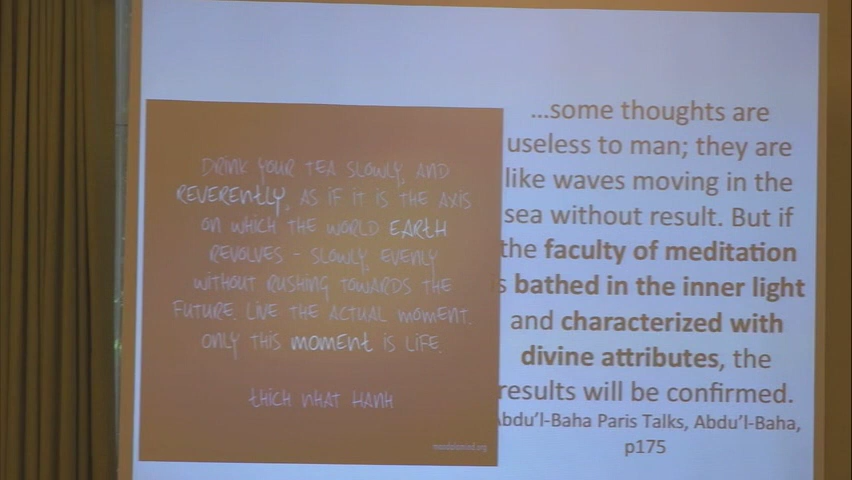 DRINK YOUR TEA SLOWLY, AND
REVERENTLY, AS IF IT IS THE AXIS
ON WHICH THE WORLD EARTH
REVOLVES - SLOWLY, EVENLY
WITHOUT RUSHING TOWARDS THE
FUTURE. LIVE THE ACTUAL MOMENT.
ONLY THIS MOMENT IS LIFE.
THICH NHAT HANH
...some thoughts are
useless to man; they are
like waves moving in the
sea without result. But if
the faculty of meditation
s bathed in the inner light
and characterized with
divine attributes, the
results will be confirmed.
Abdu'l-Baha Paris Talks, Abdu'l-Baha,
p175